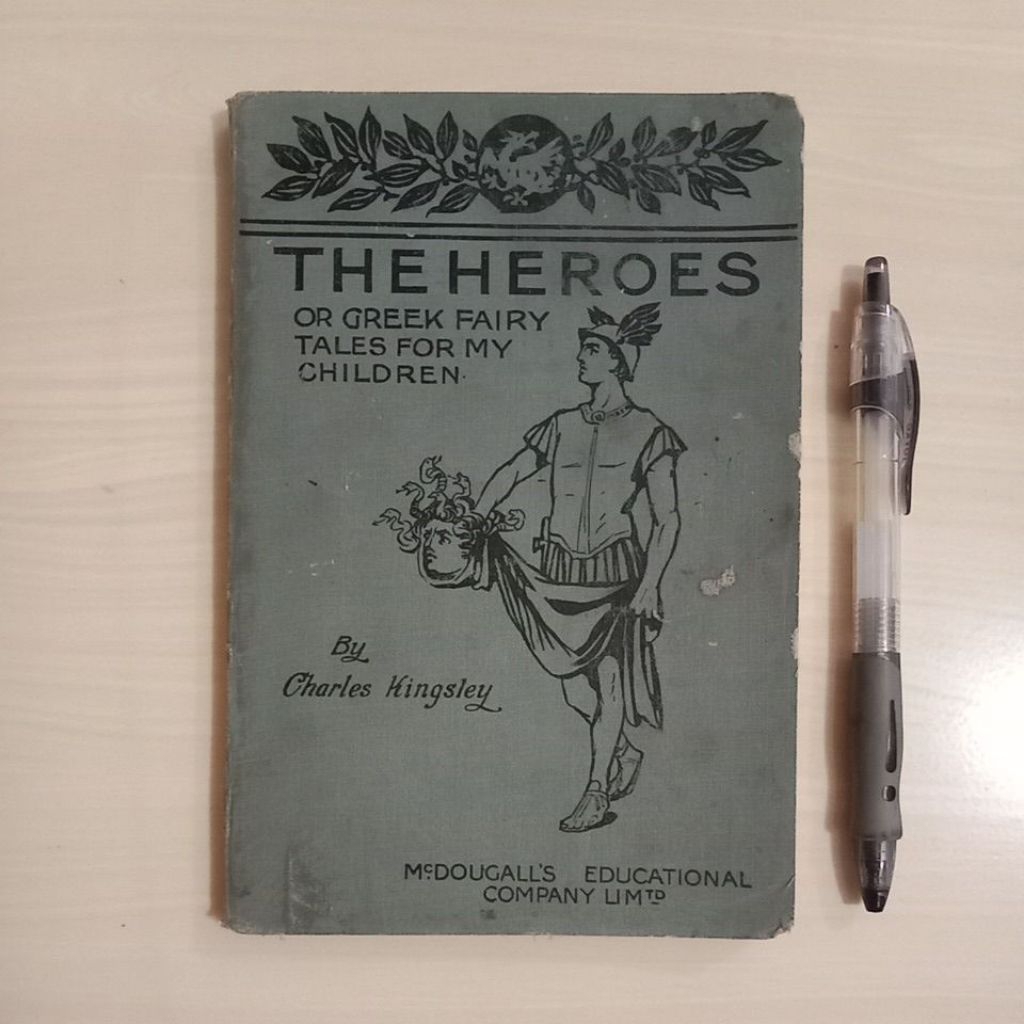 THE HEROES
OR GREEK FAIRY
TALES FOR MY
CHILDREN.
By
Charles Kingsley
McDOUGALL'S EDUCATIONAL
COMPANY LIMTD